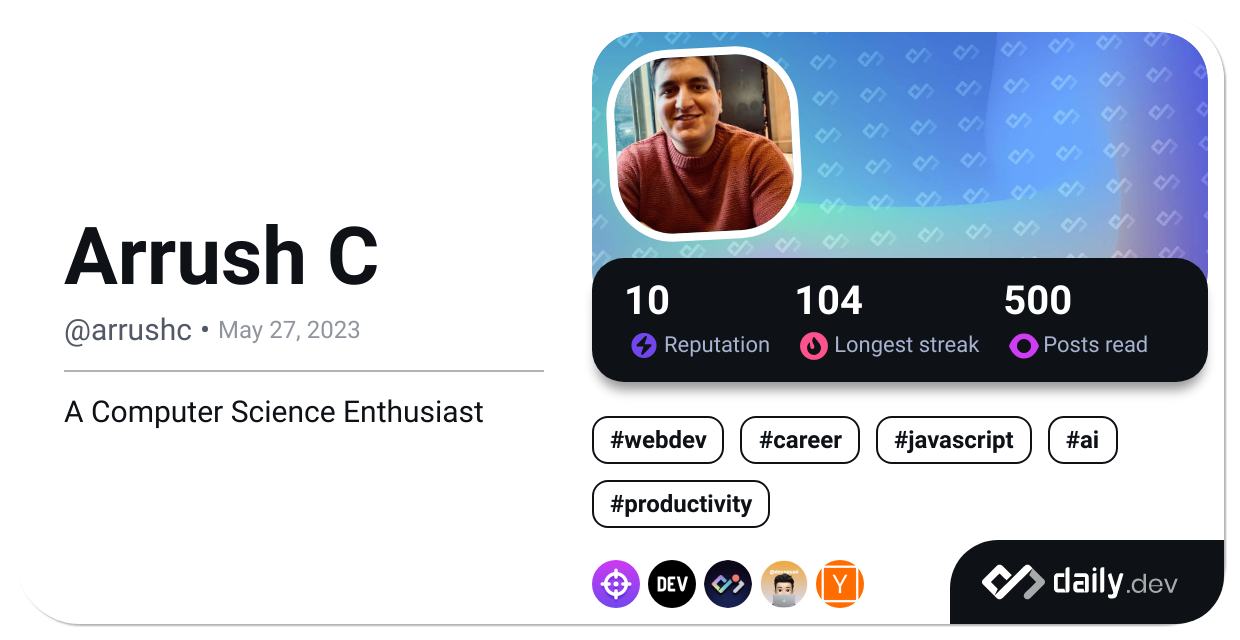 Arrush C
@arrushc • May 27, 2023
A Computer Science Enthusiast
10 104 500
Reputation Longest streak Posts read
#webdev #career #javascript #ai
#productivity
DEV Y
daily.dev